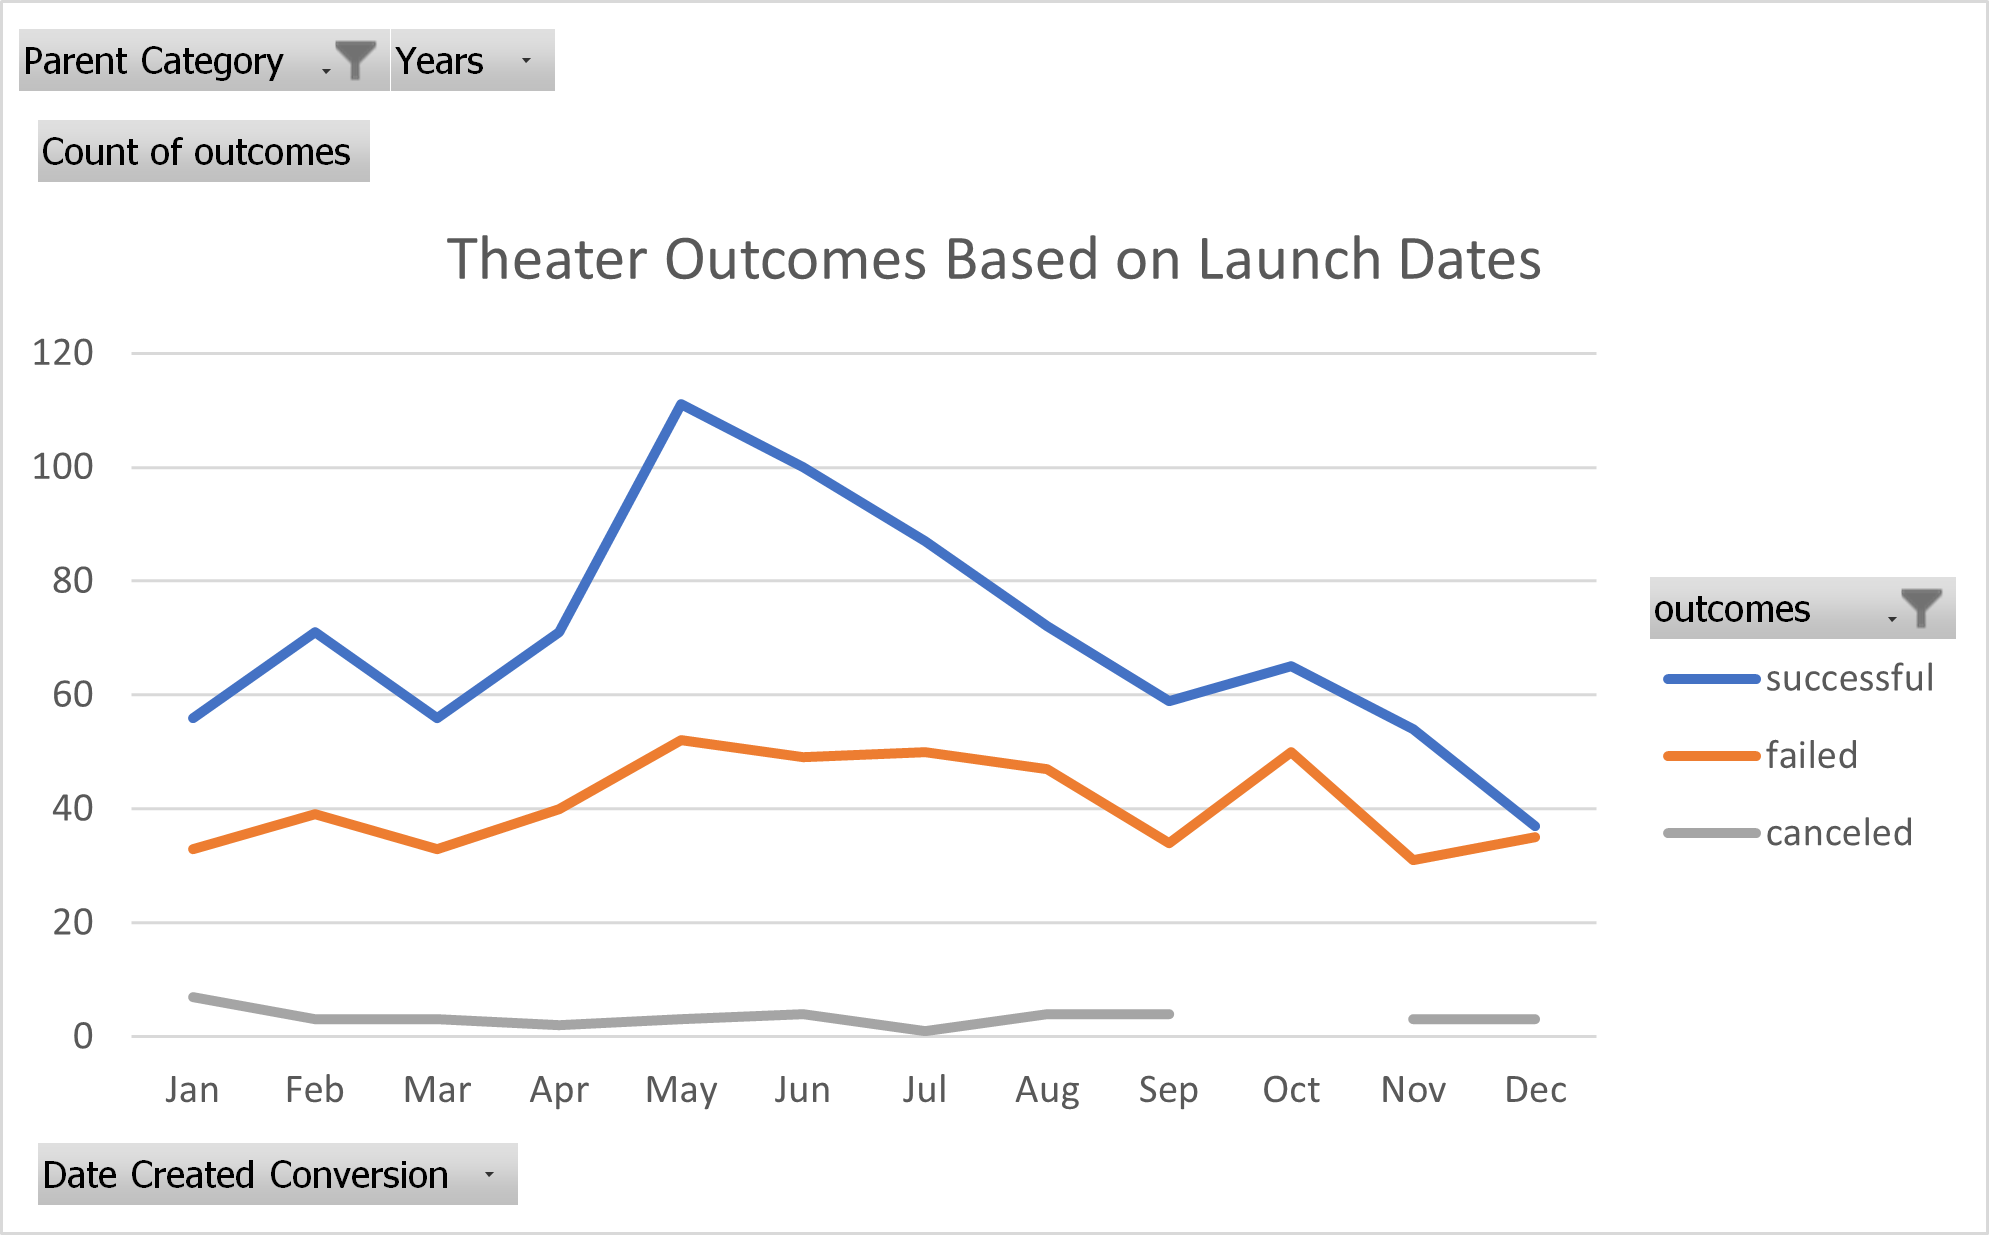 Parent Category Years
Count of outcomes
Theater Outcomes Based on Launch Dates
120
100
80
60
40
20
0
Jan Feb Mar Apr May Jun Jul Aug Sep Oct Nov Dec
outcomes
successful
failed
canceled
Date Created Conversion